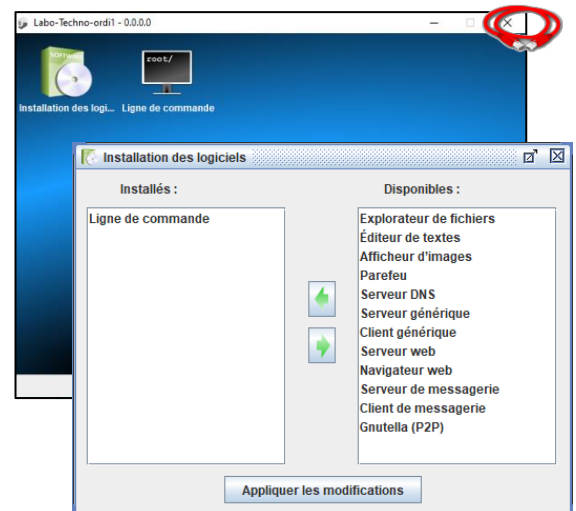 Labo-Techno-ordi1 - 0.0.0.0
SOFTWARE
root/
Installation des logi...
Ligne de commande
Installation des logiciels
Installés :
Disponibles :
Ligne de commande
Explorateur de fichiers
Éditeur de textes
Afficheur d'images
Parefeu
Serveur DNS
Serveur générique
Client générique
Serveur web
Navigateur web
Serveur de messagerie
Client de messagerie
Gnutella (P2P)
Appliquer les modifications